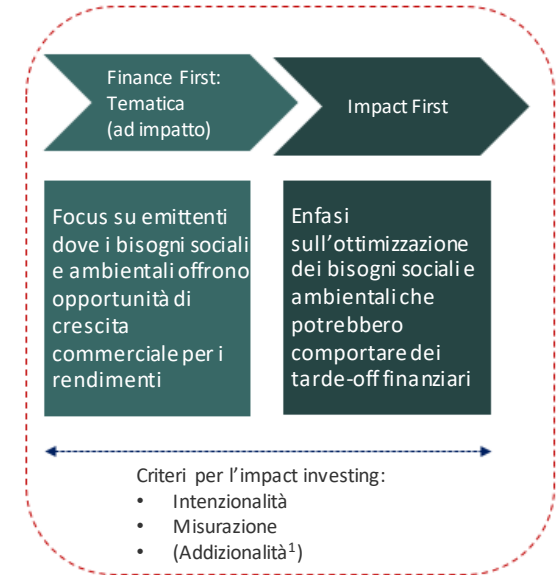 Finance First:
Tematica
(ad impatto)
Impact First
Focus su emittenti
dove i bisogni sociali
e ambientali offrono
opportunità di
crescita
commerciale per i
rendimenti
Enfasi
sull'ottimizzazione
dei bisogni sociali e
ambientali che
potrebbero
comportare dei
tarde-off finanziari
Criteri per l'impact investing:
• Intenzionalità
• Misurazione
• (Addizionalità¹)